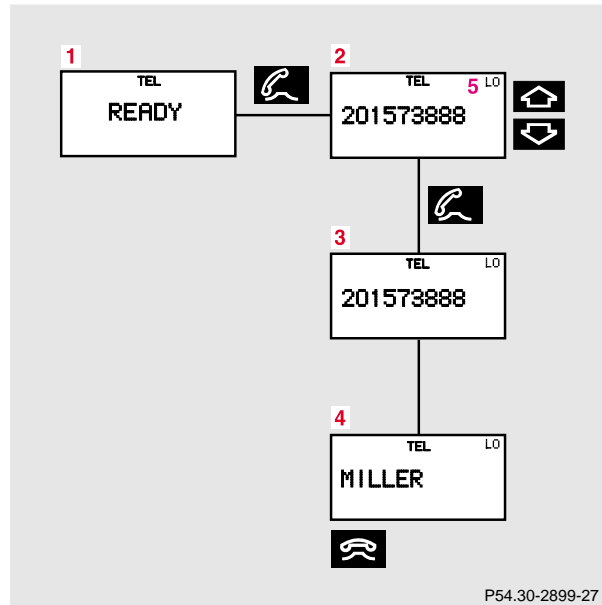 1
TEL
READY
2
TEL
5 LO
201573888
3
TEL LO
201573888
4
TEL LO
MILLER
P54.30-2899-27